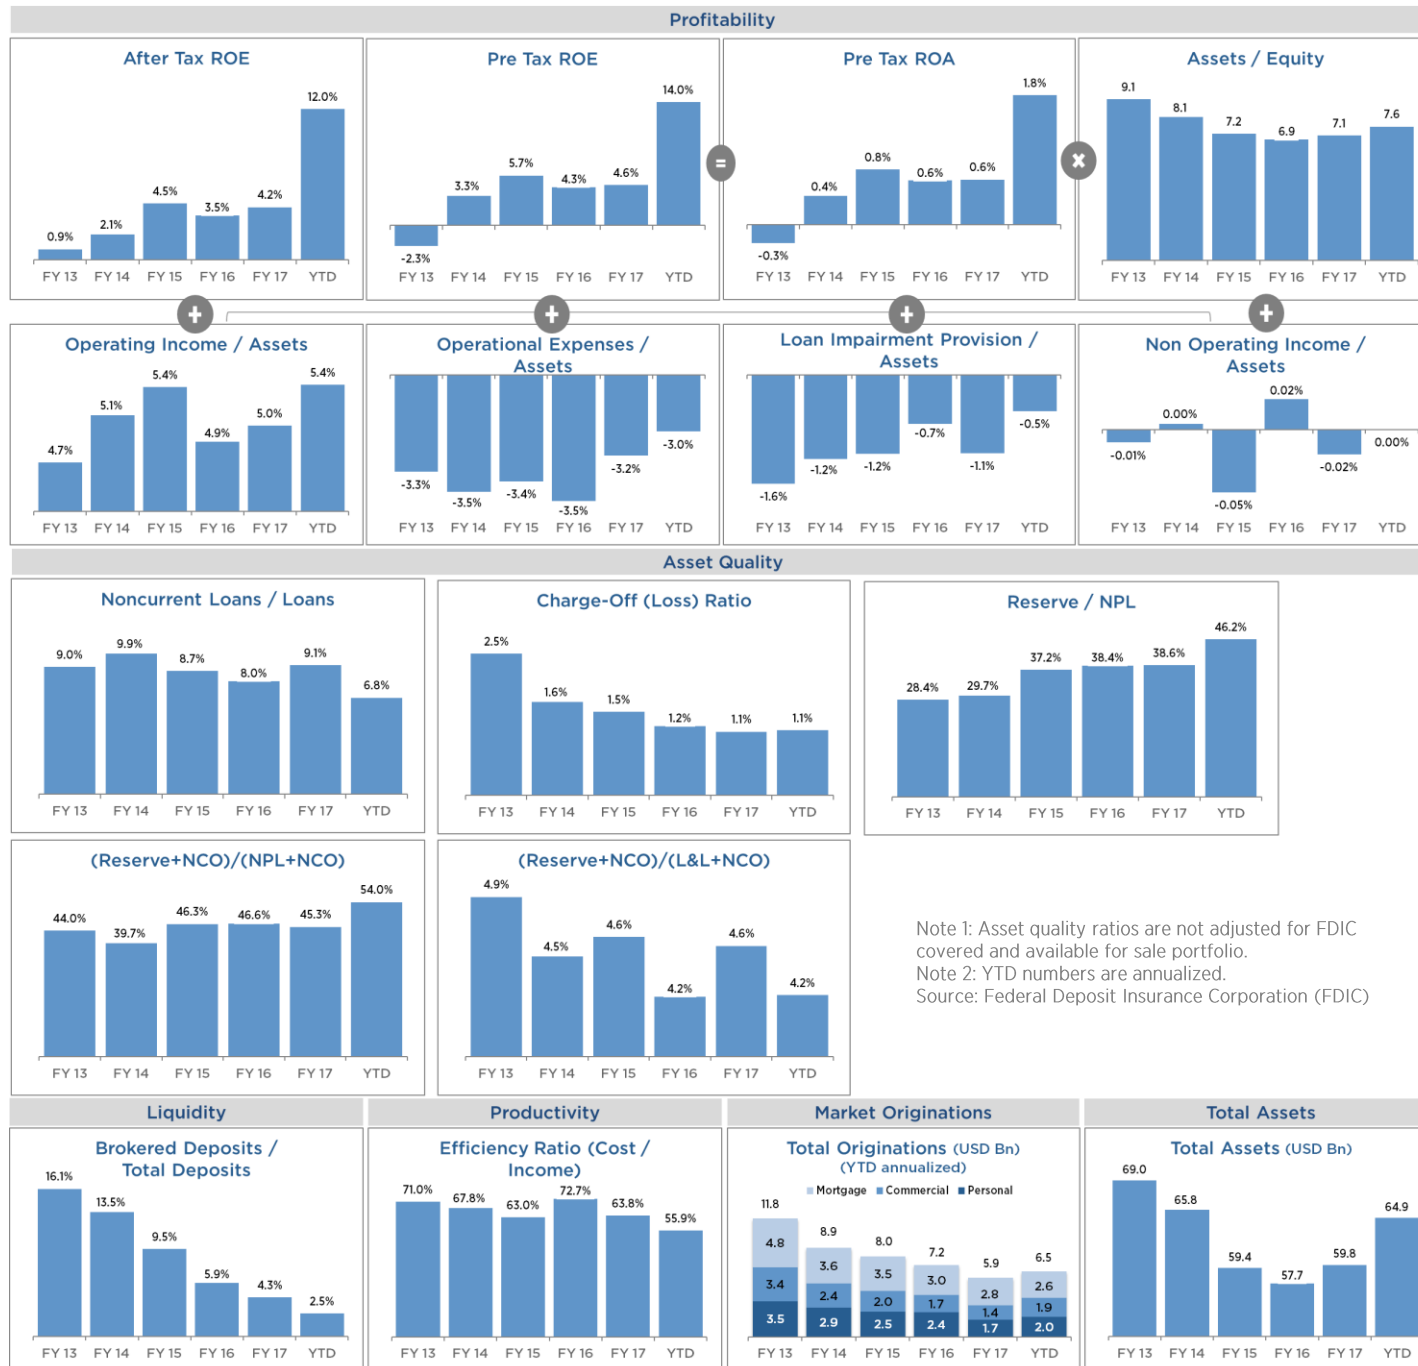 Profitability
After Tax ROE
12.0%
4.5%
4.2%
3.5%
2.1%
0.9%
FY 13 FY 14 FY 15 FY 16 FY 17 YTD
Pre Tax ROE
14.0%
5.7%
4.3% 4.6%
3.3%
-2.3%
FY 13 FY 14 FY 15 FY 16 FY 17 YTD
=
Pre Tax ROA
1.8%
0.8%
0.6% 0.6%
0.4%
-0.3%
FY 13 FY 14 FY 15 FY 16 FY 17 YTD
x
Assets / Equity
9.1
8.1
7.2 6.9 7.1 7.6
FY 13 FY 14 FY 15 FY 16 FY 17 YTD
+ + + +
Operating Income / Assets
5.4% 5.4%
5.1%
4.9% 5.0%
4.7%
FY 13 FY 14 FY 15 FY 16 FY 17 YTD
Operational Expenses /
Assets
-3.3% -3.5% -3.4% -3.5% -3.2% -3.0%
FY 13 FY 14 FY 15 FY 16 FY 17 YTD
Loan Impairment Provision /
Assets
-1.6% -1.2% -1.2% -0.7% -1.1% -0.5%
FY 13 FY 14 FY 15 FY 16 FY 17 YTD
Non Operating Income /
Assets
-0.01% 0.00% -0.05% 0.02% -0.02% 0.00%
FY 13 FY 14 FY 15 FY 16 FY 17 YTD
Asset Quality
Noncurrent Loans / Loans
9.0% 9.9% 8.7% 8.0% 9.1% 6.8%
FY 13 FY 14 FY 15 FY 16 FY 17 YTD
Charge-Off (Loss) Ratio
2.5% 1.6% 1.5% 1.2% 1.1% 1.1%
FY 13 FY 14 FY 15 FY 16 FY 17 YTD
Reserve / NPL
28.4% 29.7% 37.2% 38.4% 38.6% 46.2%
FY 13 FY 14 FY 15 FY 16 FY 17 YTD
(Reserve+NCO)/(NPL+NCO)
44.0% 39.7% 46.3% 46.6% 45.3% 54.0%
FY 13 FY 14 FY 15 FY 16 FY 17 YTD
(Reserve+NCO)/(L&L+NCO)
4.9% 4.5% 4.6% 4.2% 4.6% 4.2%
FY 13 FY 14 FY 15 FY 16 FY 17 YTD
Note 1: Asset quality ratios are not adjusted for FDIC
covered and available for sale portfolio.
Note 2: YTD numbers are annualized.
Source: Federal Deposit Insurance Corporation (FDIC)
Liquidity
Brokered Deposits /
Total Deposits
16.1% 13.5% 9.5% 5.9% 4.3% 2.5%
FY 13 FY 14 FY 15 FY 16 FY 17 YTD
Productivity
Efficiency Ratio (Cost /
Income)
71.0% 67.8% 63.0% 72.7% 63.8% 55.9%
FY 13 FY 14 FY 15 FY 16 FY 17 YTD
Market Originations
Total Originations (USD Bn)
(YTD annualized)
Mortgage Commercial Personal
11.8 8.9 8.0 7.2 5.9 6.5
4.8 3.6 3.5 3.0 2.8 2.6
3.4 2.4 2.0 1.7 1.4 1.9
3.5 2.9 2.5 2.4 1.7 2.0
FY 13 FY 14 FY 15 FY 16 FY 17 YTD
Total Assets
Total Assets (USD Bn)
69.0 65.8 59.4 57.7 59.8 64.9
FY 13 FY 14 FY 15 FY 16 FY 17 YTD